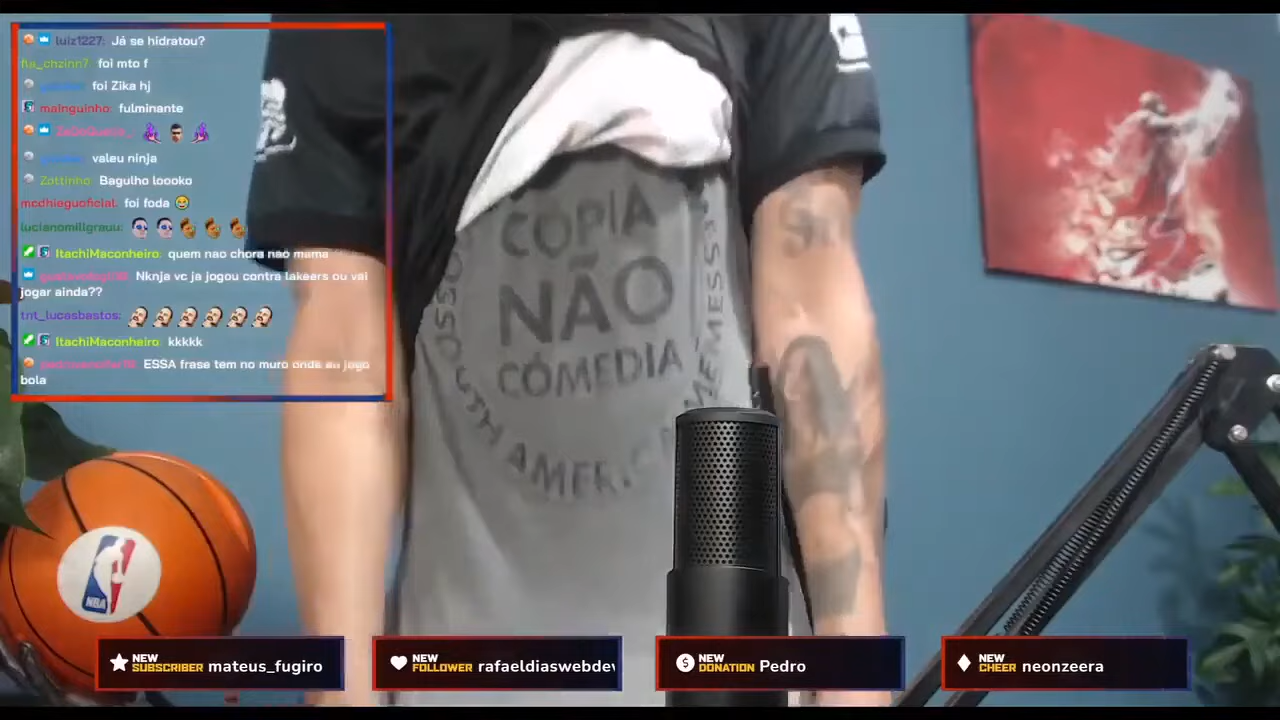 luiz1227: Já se hidratou?
foi mto f
foi Zika hj
mainguinho: fulminante
valeu ninja
Zottinho: Bagulho loooko
mcdhieguoficial: foi foda
lucianomillgrauu:
ItachiMaconheiro: quem nao chora nao mama
Nknja vc ja jogou contra lakeers ou vai
jogar ainda??
tnt_lucasbastos:
ItachiMaconheiro: kkkkk
ESSA frase tem no muro onde eu jogo
bola
COPIA
NÃO
CÓMEDIA
NBA
NEW
SUBSCRIBER mateus_fugiro
NEW
FOLLOWER rafaeldiaswebdev
NEW
DONATION Pedro
NEW
CHEER neonzeera